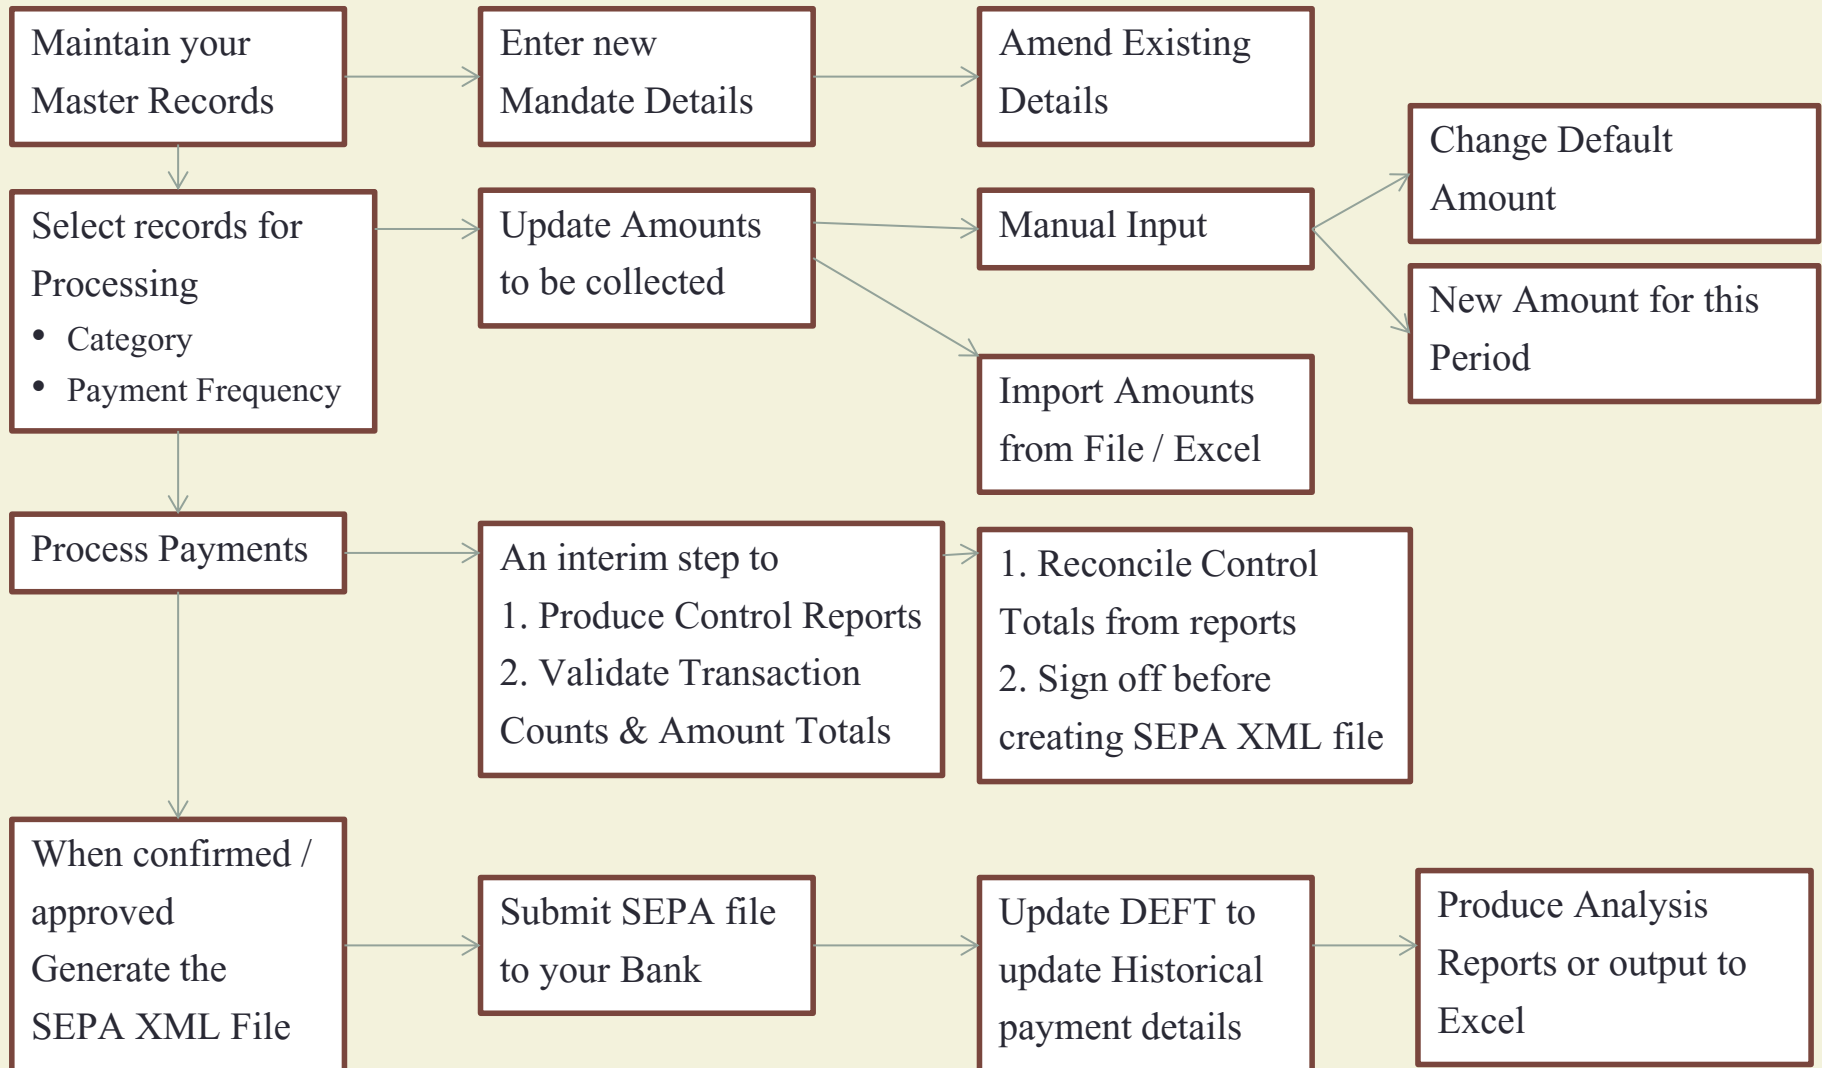 Maintain your
Master Records
Enter new
Mandate Details
Amend Existing
Details
Select records for
Processing
• Category
• Payment Frequency
Update Amounts
to be collected
Manual Input
Change Default
Amount
New Amount for this
Period
Import Amounts
from File / Excel
Process Payments
An interim step to
1. Produce Control Reports
2. Validate Transaction
Counts & Amount Totals
1. Reconcile Control
Totals from reports
2. Sign off before
creating SEPA XML file
When confirmed /
approved
Generate the
SEPA XML File
Submit SEPA file
to your Bank
Update DEFT to
update Historical
payment details
Produce Analysis
Reports or output to
Excel